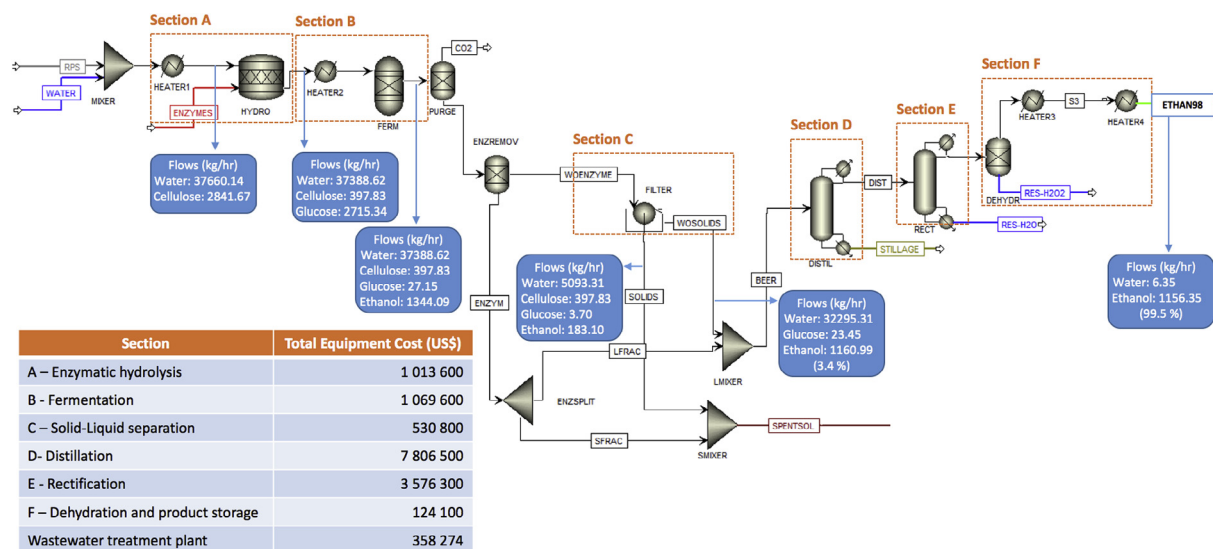 Section A
Section B
RPS
WATER
MIXER
HEATER1
ENZYMES
HYDRO
HEATER2
FERM
CO2
PURGE
Flows (kg/hr)
Water: 37660.14
Cellulose: 2841.67
Flows (kg/hr)
Water: 37388.62
Cellulose: 397.83
Glucose: 2715.34
Flows (kg/hr)
Water: 37388.62
Cellulose: 397.83
Glucose: 27.15
Ethanol: 1344.09
ENZREMOV
Section C
WOENZYME
FILTER
WOSOLIDS
Flows (kg/hr)
Water: 5093.31
Cellulose: 397.83
Glucose: 3.70
Ethanol: 183.10
SOLIDS
ENZYM
LFRAC
ENZSPLIT
SFRAC
LMIXER
SMIXER
SPENTSOL
Flows (kg/hr)
Water: 32295.31
Glucose: 23.45
Ethanol: 1160.99
(3.4 %)
BEER
Section D
DIST
DISTIL
STILLAGE
Section E
RECT
RES-H2O
Section F
HEATER3
S3
HEATER4
ETHAN98
DEHYDR
RES-H2O2
Flows (kg/hr)
Water: 6.35
Ethanol: 1156.35
(99.5 %)
Section Total Equipment Cost (US$)
A – Enzymatic hydrolysis 1 013 600
B - Fermentation 1 069 600
C – Solid-Liquid separation 530 800
D- Distillation 7 806 500
E - Rectification 3 576 300
F – Dehydration and product storage 124 100
Wastewater treatment plant 358 274